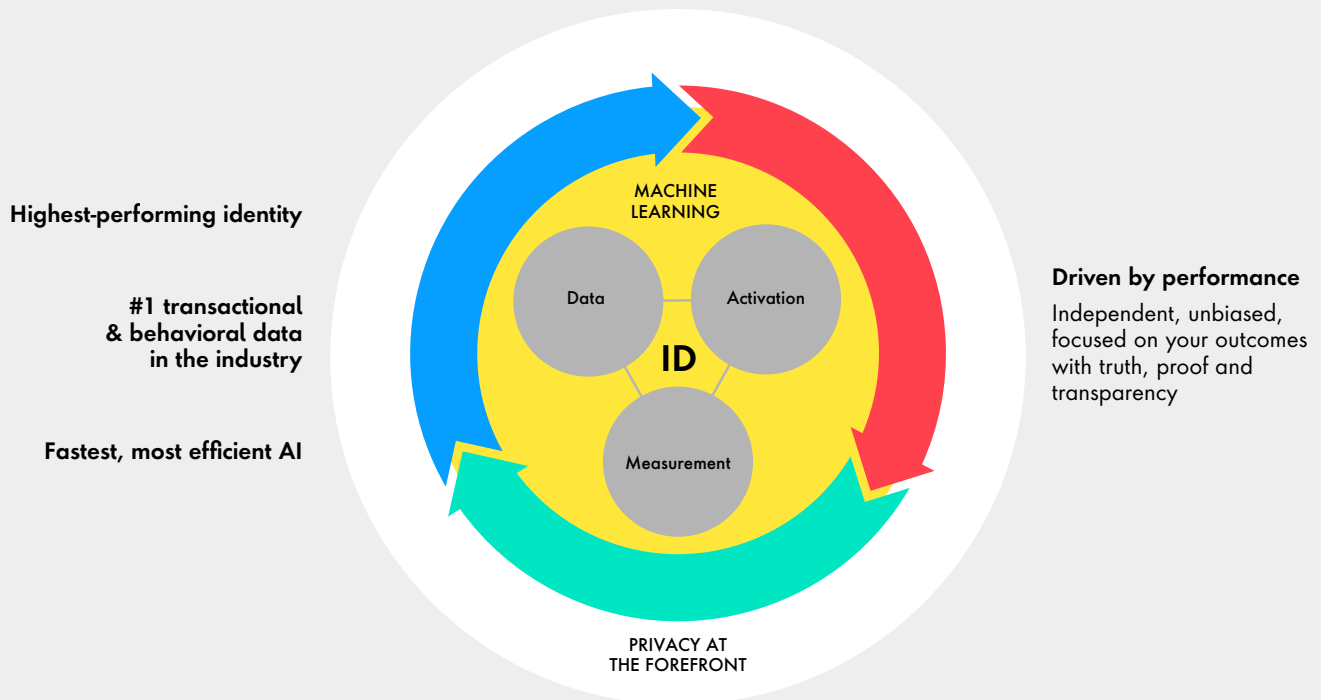 Highest-performing identity
#1 transactional
& behavioral data
in the industry
Fastest, most efficient AI
MACHINE
LEARNING
Data
Activation
ID
Measurement
PRIVACY AT
THE FOREFRONT
Driven by performance
Independent, unbiased,
focused on your outcomes
with truth, proof and
transparency